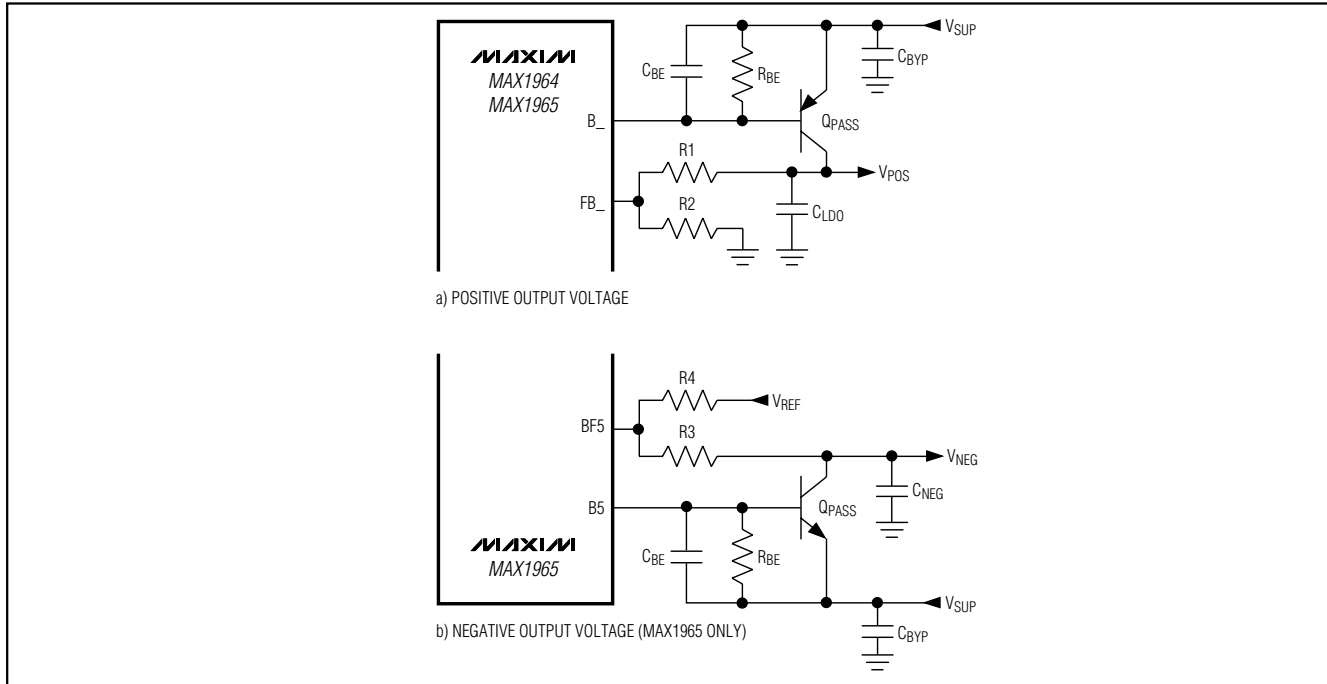 VSUP
MAXIM
MAX1964
MAX1965
CBE
RBE
CBYP
B_
QPASS
R1
VPOS
FB_
R2
CLDO
a) POSITIVE OUTPUT VOLTAGE
R4
VREF
BF5
R3
VNEG
CNEG
B5
QPASS
MAXIM
MAX1965
CBE
RBE
VSUP
CBYP
b) NEGATIVE OUTPUT VOLTAGE (MAX1965 ONLY)